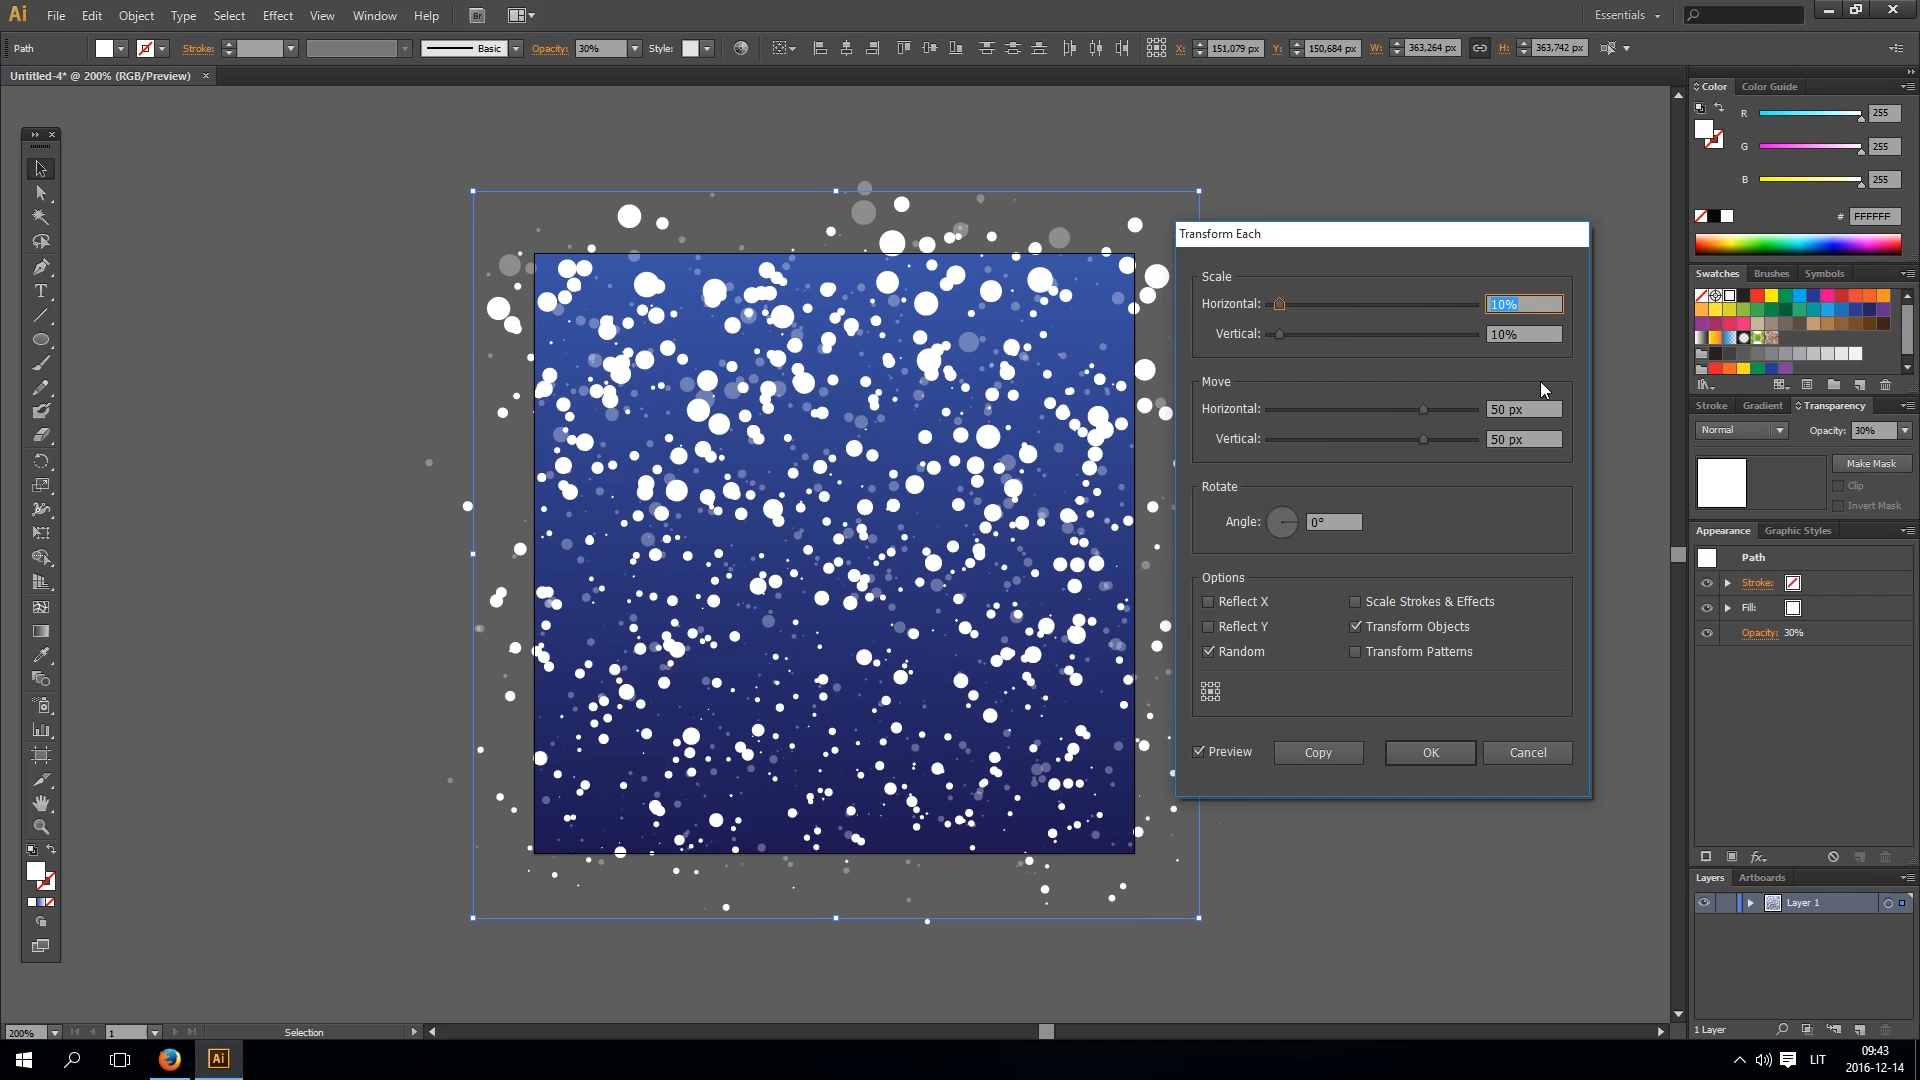 Ai File Edit Object Type Select Effect View Window Help Br Essentials
Path Stroke: Basic Opacity: 30% Style: X: 151,079 px Y: 150,684 px W: 363,264 px H: 363,742 px
Untitled-4* @ 200% (RGB/Preview) ×
Color Color Guide
R 255
G 255
B 255
# FFFFFF
Swatches Brushes Symbols
Stroke Gradient Transparency
Normal Opacity: 30%
Make Mask
Clip
Invert Mask
Appearance Graphic Styles
Path
Stroke:
Fill:
Opacity: 30%
fx
Layers Artboards
Layer 1
1 Layer
Transform Each
Scale
Horizontal: 10%
Vertical: 10%
Move
Horizontal: 50 px
Vertical: 50 px
Rotate
Angle: 0°
Options
Reflect X Scale Strokes & Effects
Reflect Y Transform Objects
Random Transform Patterns
Preview Copy OK Cancel
T
200% 1 Selection
Ai LIT 09:43
2016-12-14